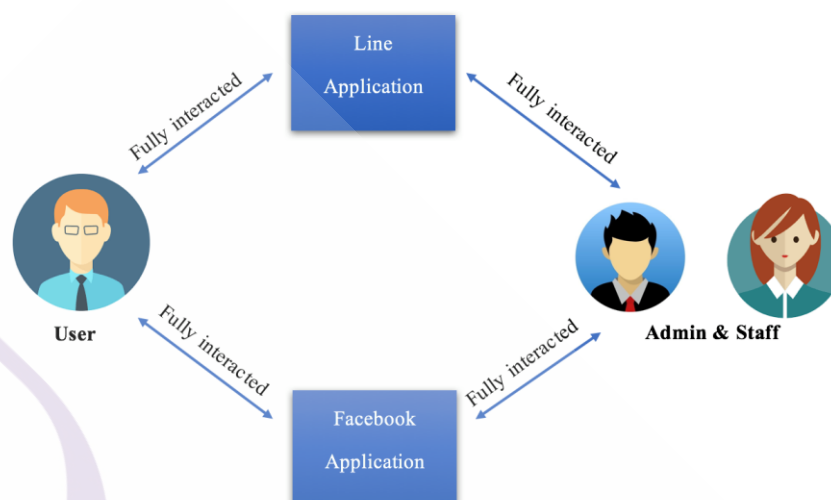 Line
Application
Fully interacted
Fully interacted
User
Admin & Staff
Fully interacted
Fully interacted
Facebook
Application